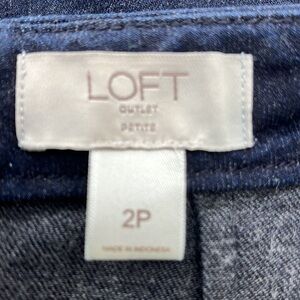 LOFT
OUTLET
PETITE
2P
MADE IN INDONESIA